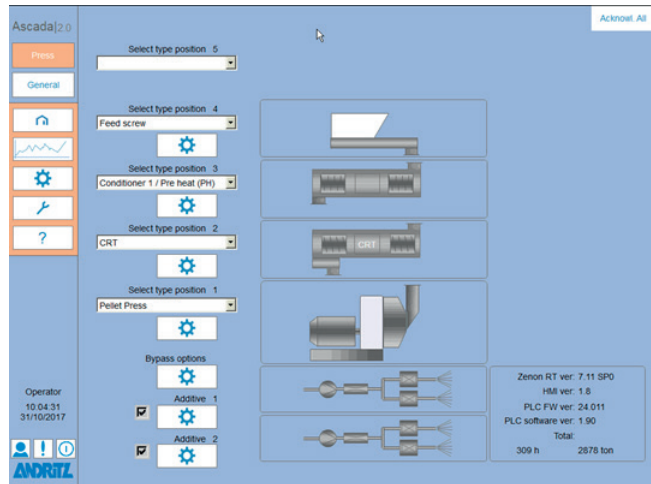 Ascada|2.0
Acknowl. All
Press
General
?
Operator
10:04:31
31/10/2017
ANDRITZ
Select type position 5
Select type position 4
Feed screw
Select type position 3
Conditioner 1 / Pre heat (PH)
Select type position 2
CRT
CRT
Select type position 1
Pellet Press
Bypass options
Additive 1
Additive 2
Zenon RT ver: 7.11 SP0
HMI ver: 1.8
PLC FW ver: 24.011
PLC software ver: 1.90
Total:
309 h 2878 ton